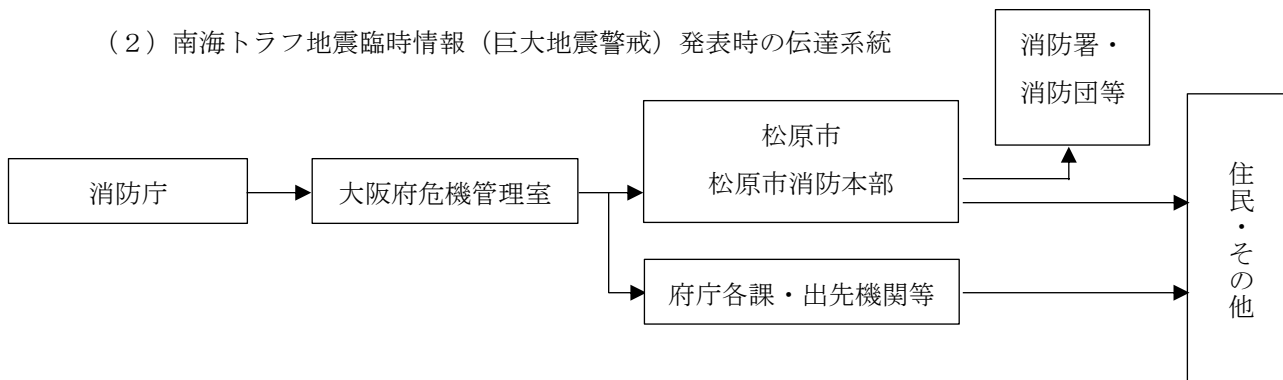 （２）南海トラフ地震臨時情報（巨大地震警戒）発表時の伝達系統
消防署・
消防団等
松原市
松原市消防本部
消防庁
大阪府危機管理室
府庁各課・出先機関等
住民・その他